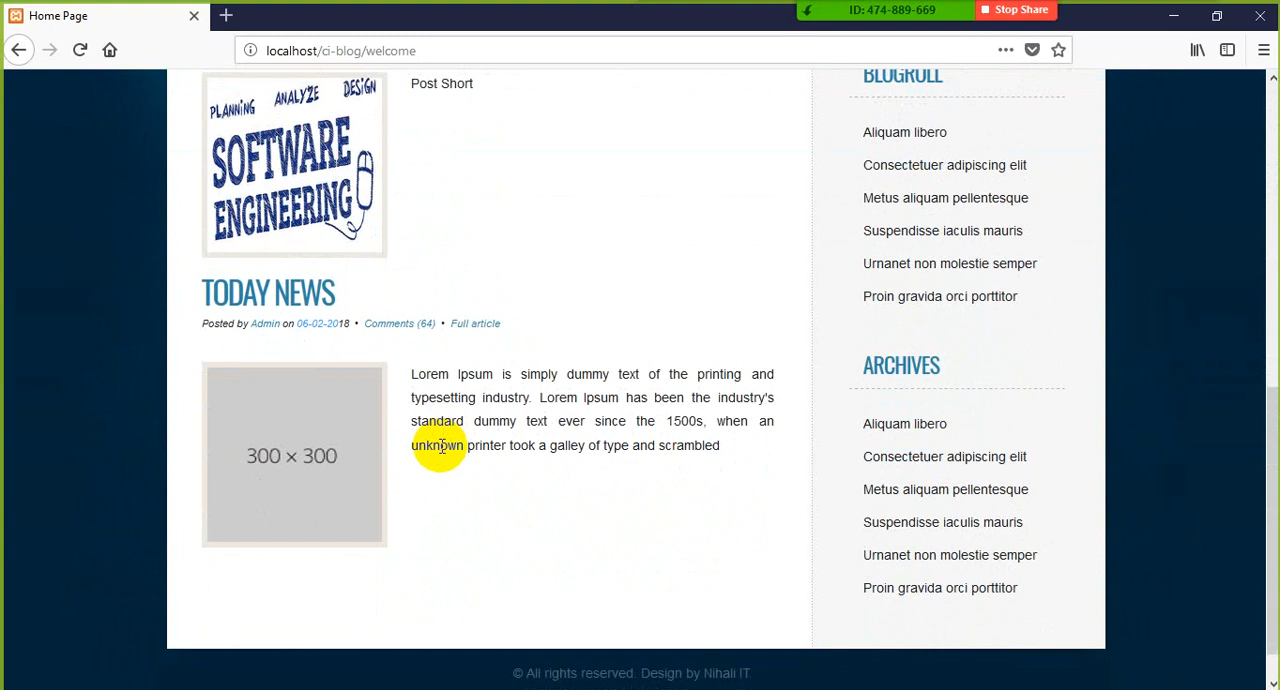 Home Page
ID: 474-889-669
Stop Share
localhost/ci-blog/welcome
PLANNING ANALYZE DESIGN
SOFTWARE
ENGINEERING
Post Short
TODAY NEWS
Posted by Admin on 06-02-2018 • Comments (64) • Full article
300 × 300
Lorem Ipsum is simply dummy text of the printing and
typesetting industry. Lorem Ipsum has been the industry's
standard dummy text ever since the 1500s, when an
unknown printer took a galley of type and scrambled
BLOGROLL
Aliquam libero
Consectetuer adipiscing elit
Metus aliquam pellentesque
Suspendisse iaculis mauris
Urnanet non molestie semper
Proin gravida orci porttitor
ARCHIVES
Aliquam libero
Consectetuer adipiscing elit
Metus aliquam pellentesque
Suspendisse iaculis mauris
Urnanet non molestie semper
Proin gravida orci porttitor
© All rights reserved. Design by Nihali IT.